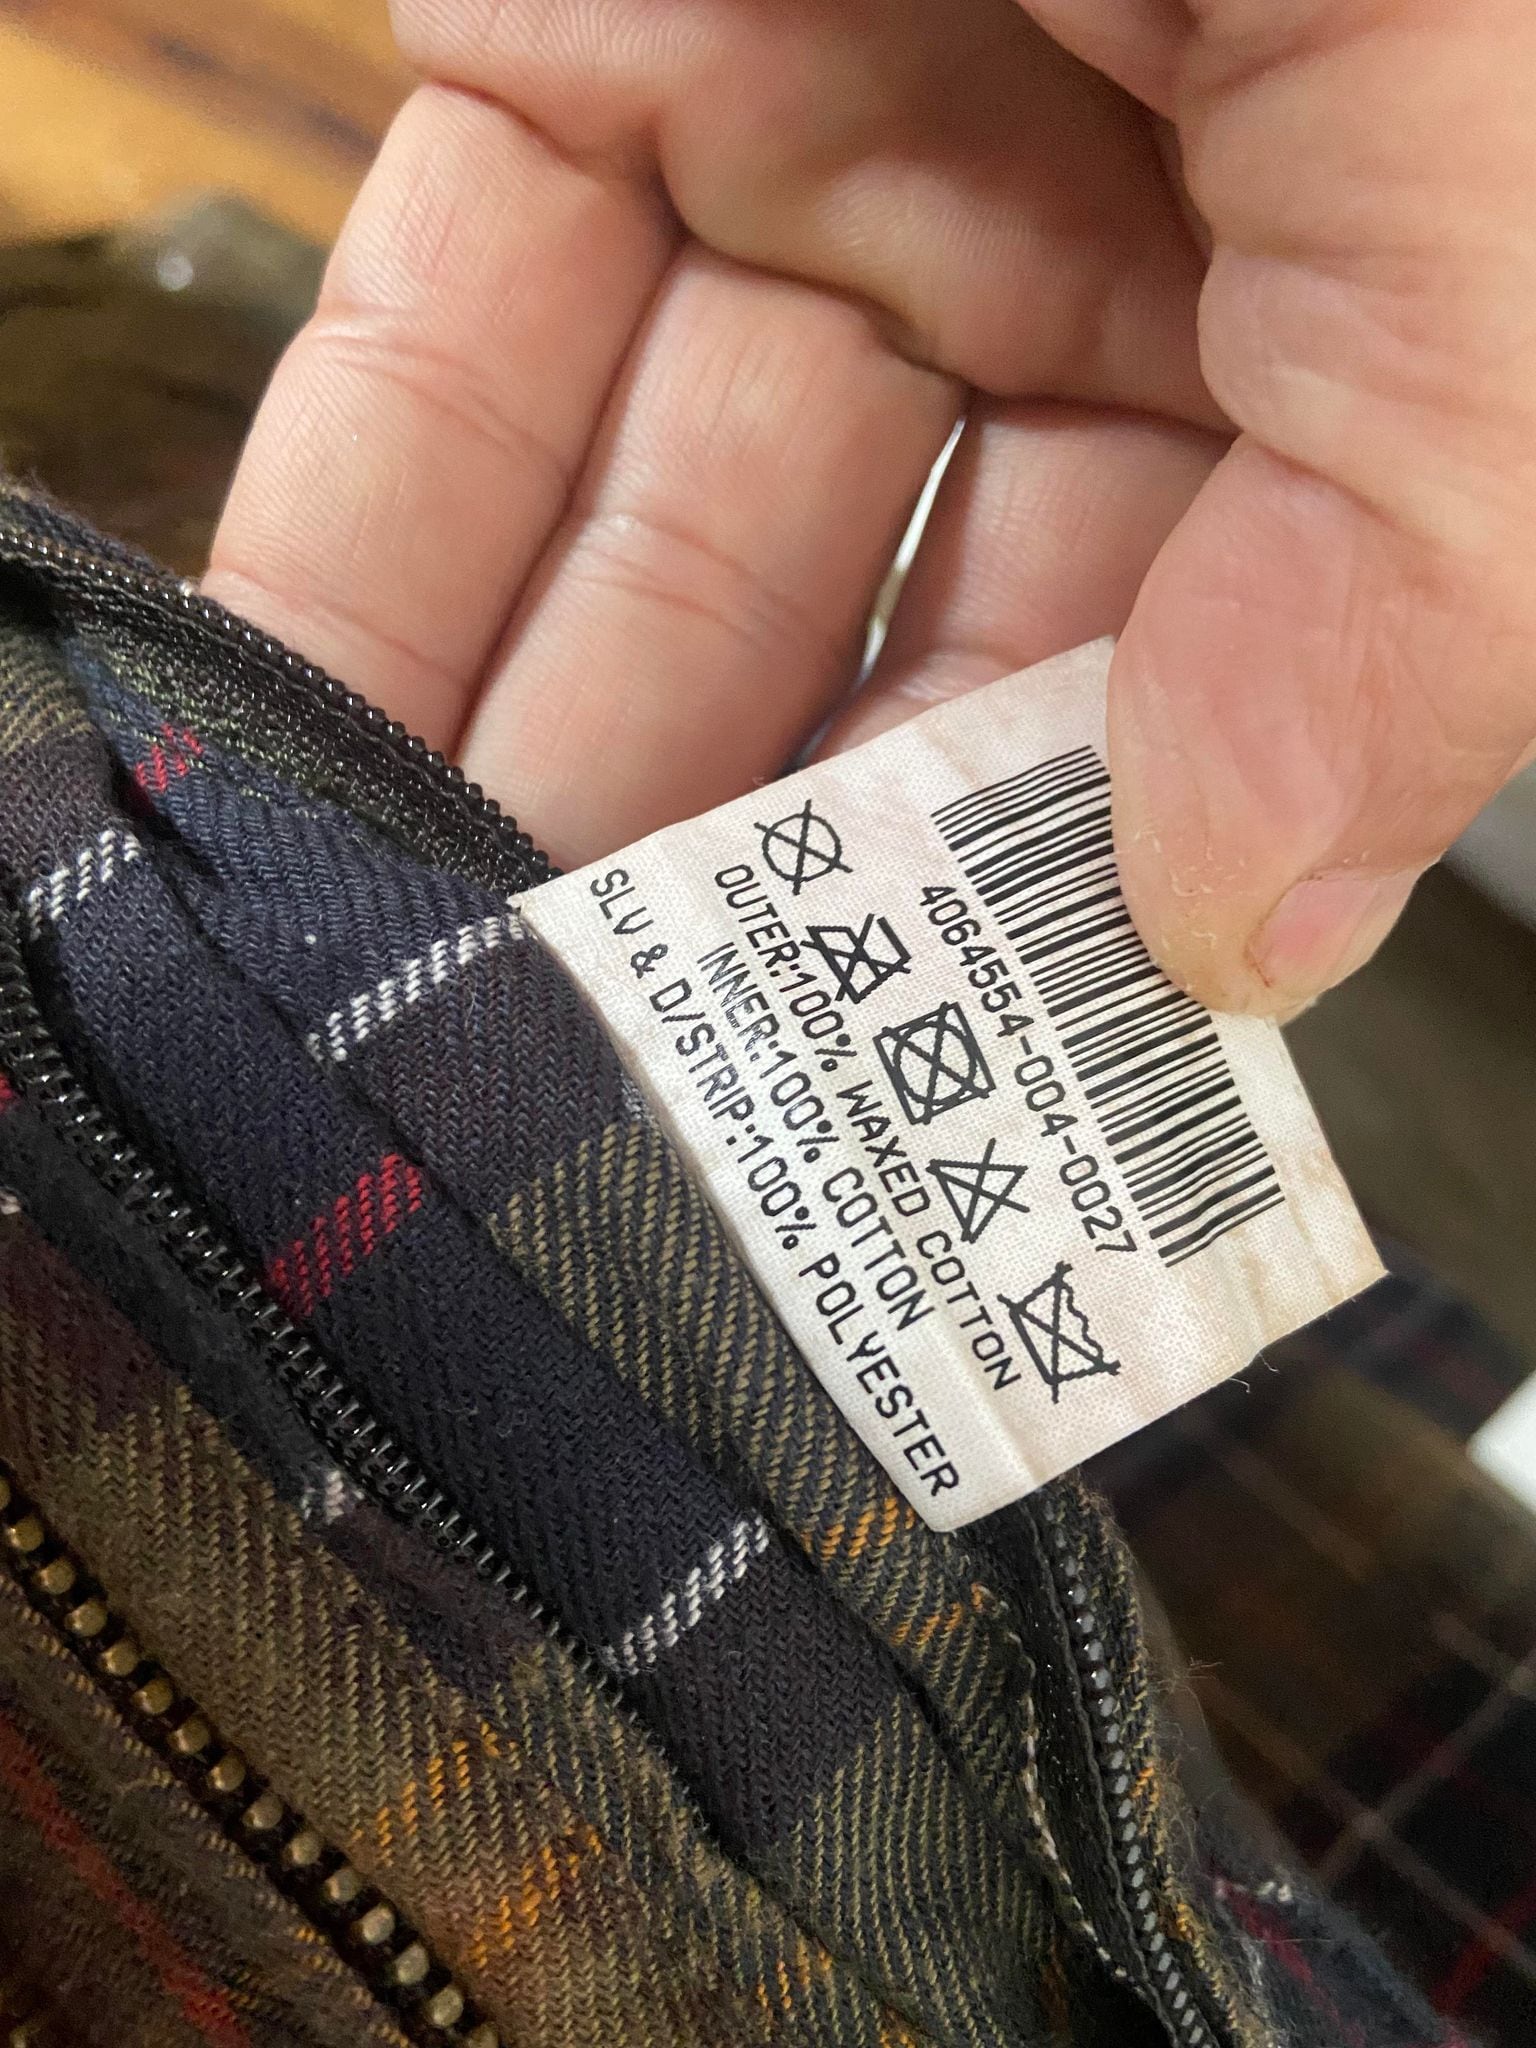 4064554-004-0027
OUTER:100% WAXED COTTON
INNER:100% COTTON
SLV & D/STRIP:100% POLYESTER